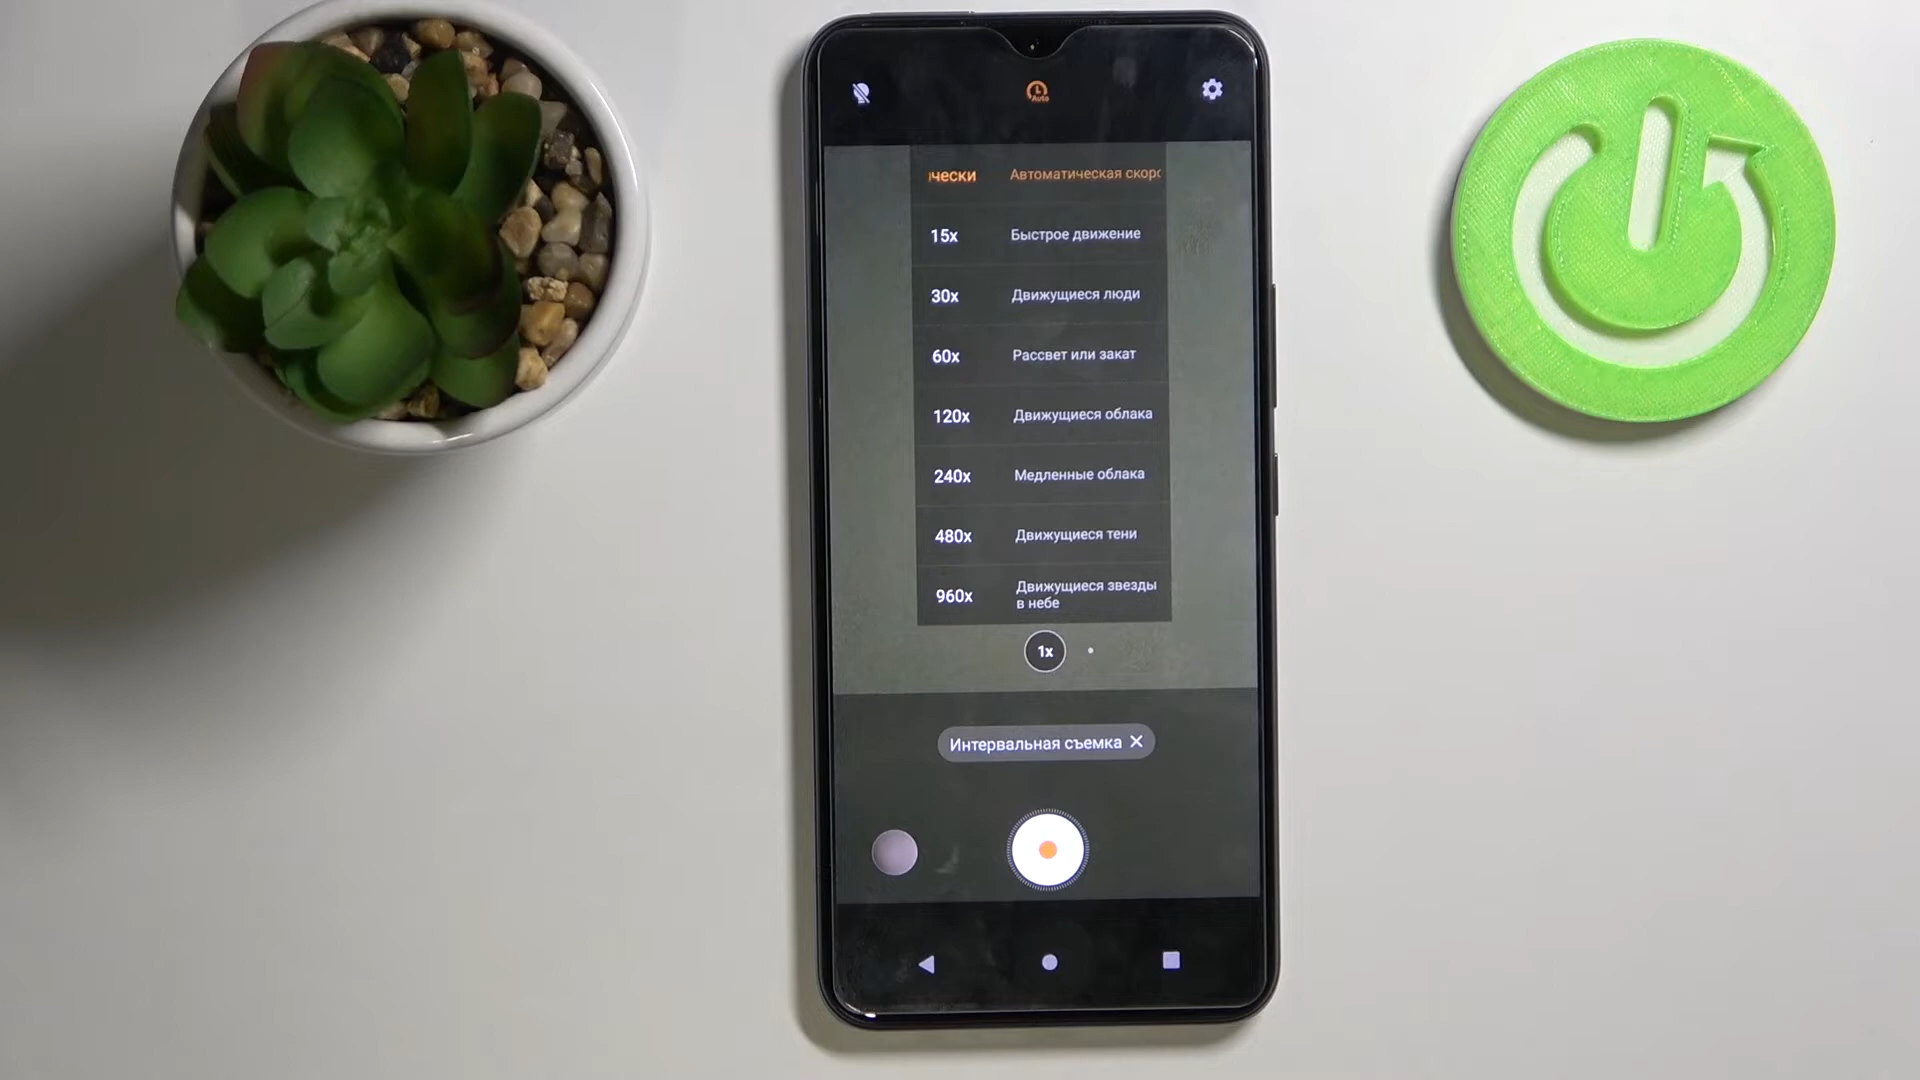 Auto
чески Автоматическая скоро
15x Быстрое движение
30x Движущиеся люди
60x Рассвет или закат
120x Движущиеся облака
240x Медленные облака
480x Движущиеся тени
960x Движущиеся звезды
в небе
1x
Интервальная съемка